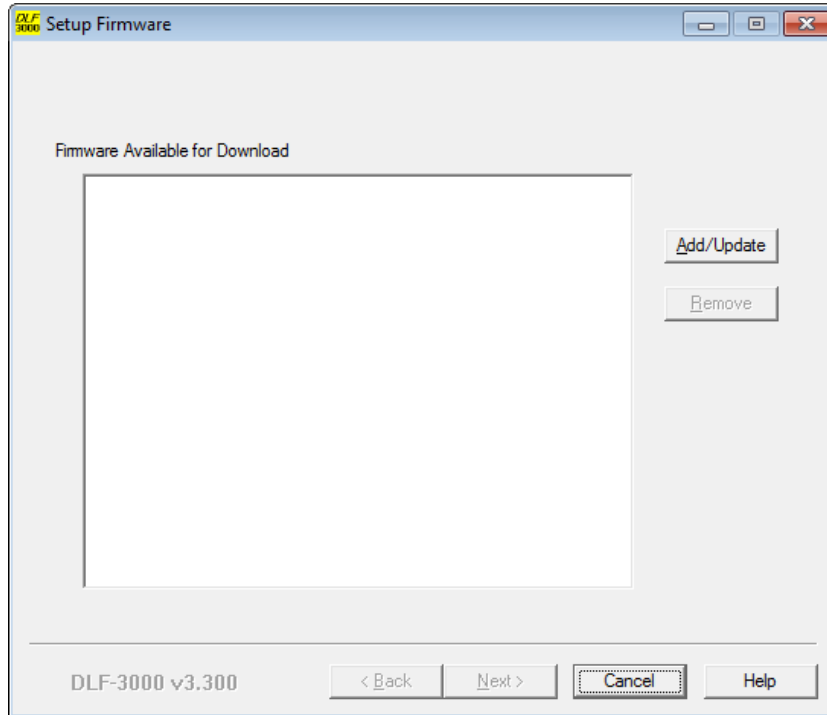 DLF
3000 Setup Firmware
Firmware Available for Download
Add/Update
Remove
DLF-3000 v3.300 < Back Next > Cancel Help